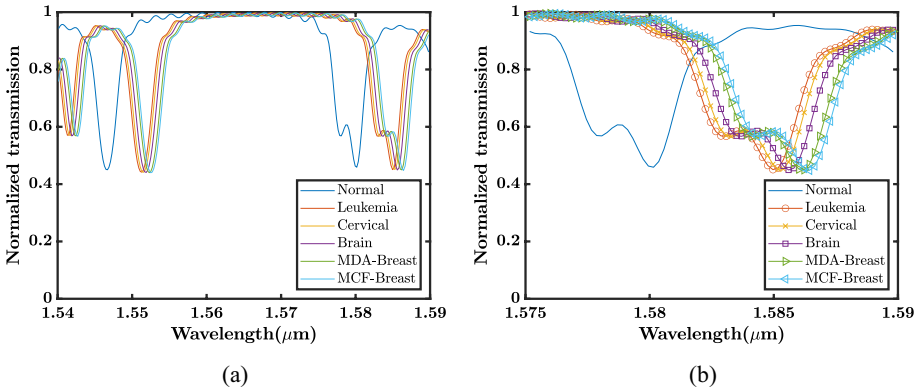 1
0.8
0.6
0.4
0.2
0
Normalized transmission
Normal
Leukemia
Cervical
Brain
MDA-Breast
MCF-Breast
1.54
1.55
1.56
1.57
1.58
1.59
Wavelength(μm)
(a)
1
0.8
0.6
0.4
0.2
0
Normalized transmission
Normal
Leukemia
Cervical
Brain
MDA-Breast
MCF-Breast
1.575
1.58
1.585
1.59
Wavelength(μm)
(b)